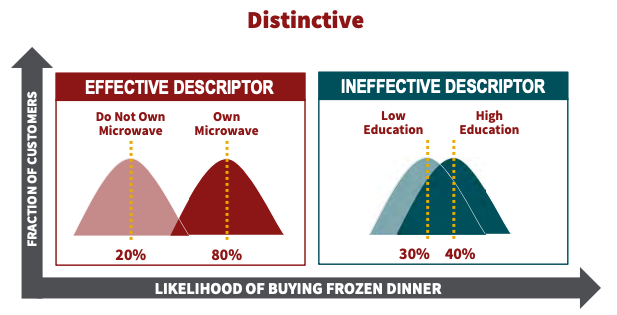 Distinctive
FRACTION OF CUSTOMERS
EFFECTIVE DESCRIPTOR
Do Not Own
Microwave
Own
Microwave
20%
80%
INEFFECTIVE DESCRIPTOR
Low
Education
High
Education
30%
40%
LIKELIHOOD OF BUYING FROZEN DINNER